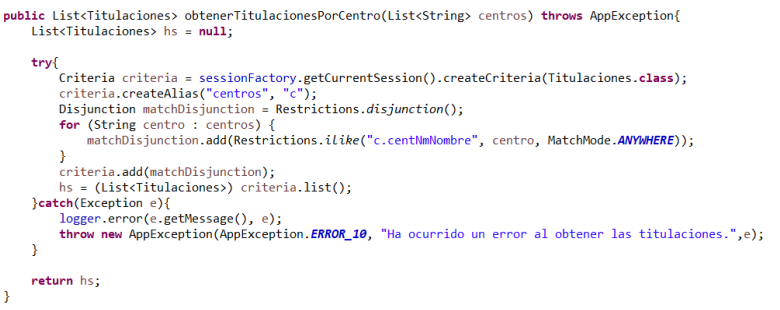 public List<Titulaciones> obtenerTitulacionesPorCentro(List<String> centros) throws AppException{
    List<Titulaciones> hs = null;

    try{
        Criteria criteria = sessionFactory.getCurrentSession().createCriteria(Titulaciones.class);
        criteria.createAlias("centros", "c");
        Disjunction matchDisjunction = Restrictions.disjunction();
        for (String centro : centros) {
            matchDisjunction.add(Restrictions.ilike("c.centNmNombre", centro, MatchMode.ANYWHERE));
        }
        criteria.add(matchDisjunction);
        hs = (List<Titulaciones>) criteria.list();
    }catch(Exception e){
        logger.error(e.getMessage(), e);
        throw new AppException(AppException.ERROR_10, "Ha ocurrido un error al obtener las titulaciones.",e);
    }

    return hs;
}